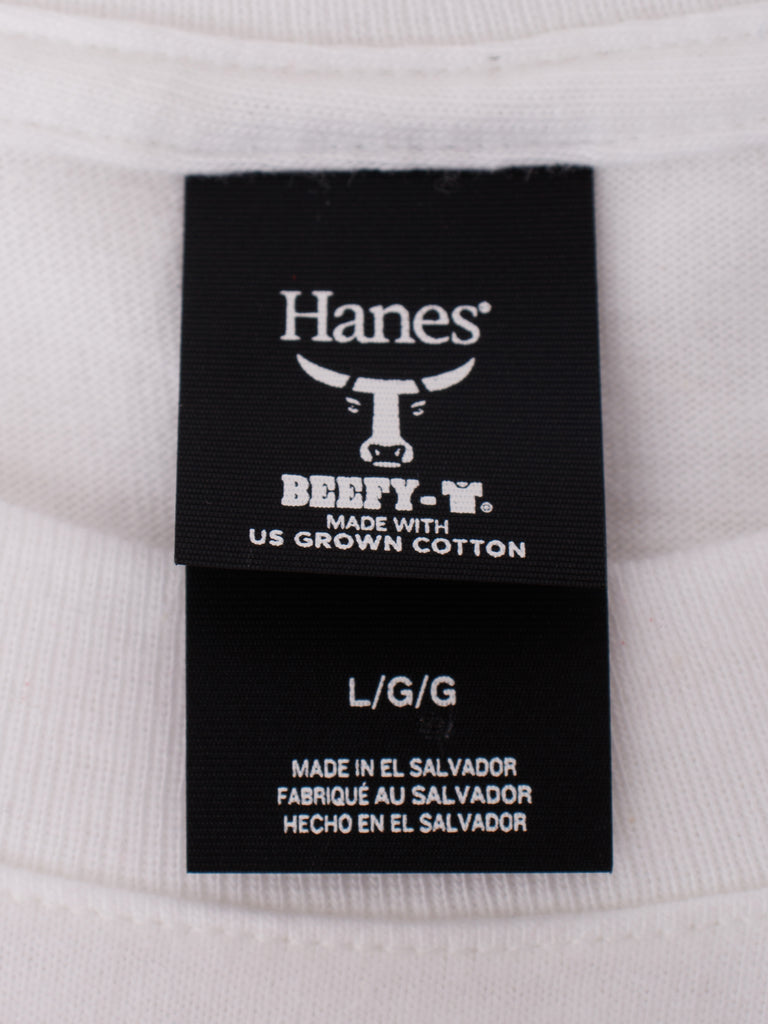 Hanes®
BEEFY-T®
MADE WITH
US GROWN COTTON
L/G/G
MADE IN EL SALVADOR
FABRIQUÉ AU SALVADOR
HECHO EN EL SALVADOR